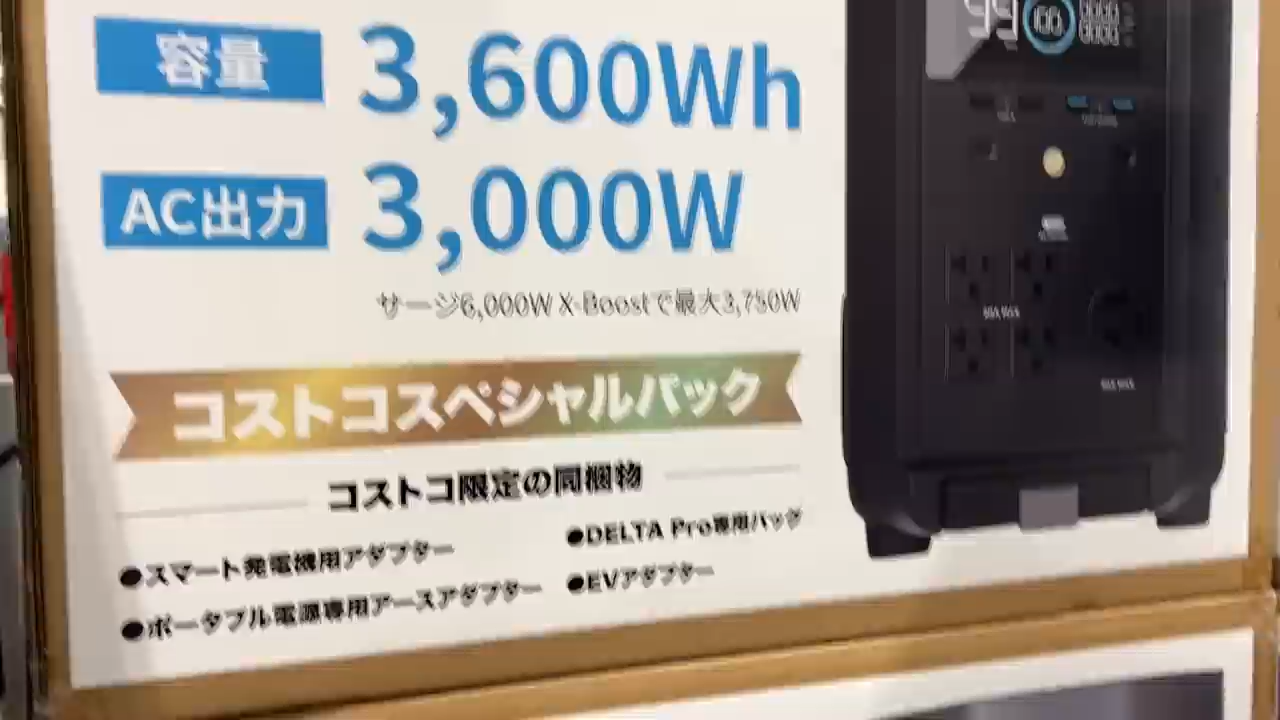 容量 3,600Wh
AC出力 3,000W
サージ6,000W X-Boostで最大3,750W
コストコスペシャルパック
コストコ限定の同梱物
●スマート発電機用アダプター
●DELTA Pro専用バッグ
●ポータブル電源専用アースアダプター
●EVアダプター
99
100